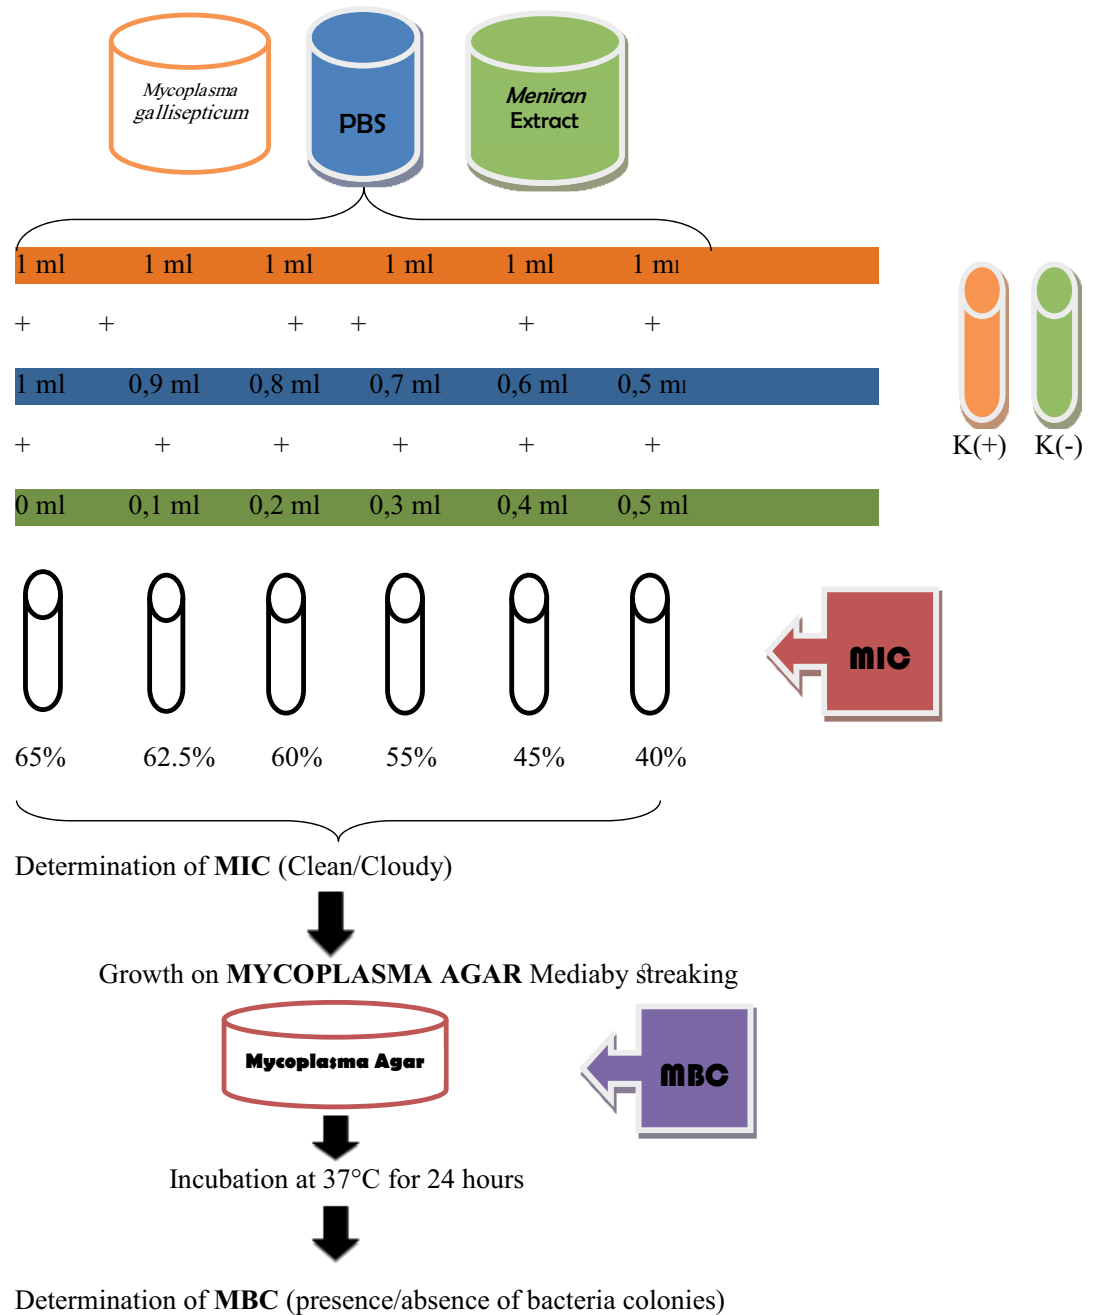 Mycoplasma
gallisepticum
PBS
Meniran
Extract
1 ml 1 ml 1 ml 1 ml 1 ml 1 ml
+ + + + + +
1 ml 0,9 ml 0,8 ml 0,7 ml 0,6 ml 0,5 ml
+ + + + + +
0 ml 0,1 ml 0,2 ml 0,3 ml 0,4 ml 0,5 ml
K(+) K(-)
MIC
65% 62.5% 60% 55% 45% 40%
Determination of MIC (Clean/Cloudy)
Growth on MYCOPLASMA AGAR Mediaby streaking
Mycoplasma Agar
MBC
Incubation at 37°C for 24 hours
Determination of MBC (presence/absence of bacteria colonies)